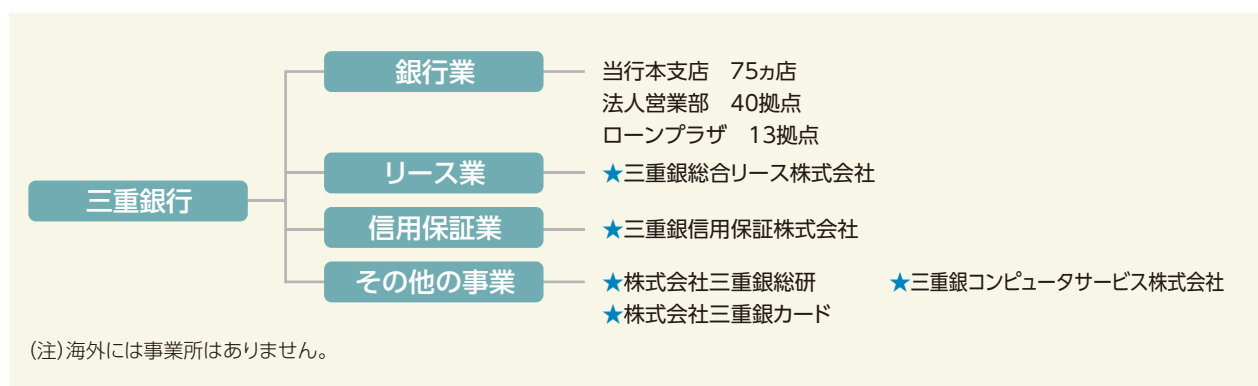 三重銀行
銀行業
当行本支店　75ヵ店
法人営業部　40拠点
ローンプラザ　13拠点
リース業
★三重銀総合リース株式会社
信用保証業
★三重銀信用保証株式会社
その他の事業
★株式会社三重銀総研　★三重銀コンピュータサービス株式会社
★株式会社三重銀カード
(注)海外には事業所はありません。